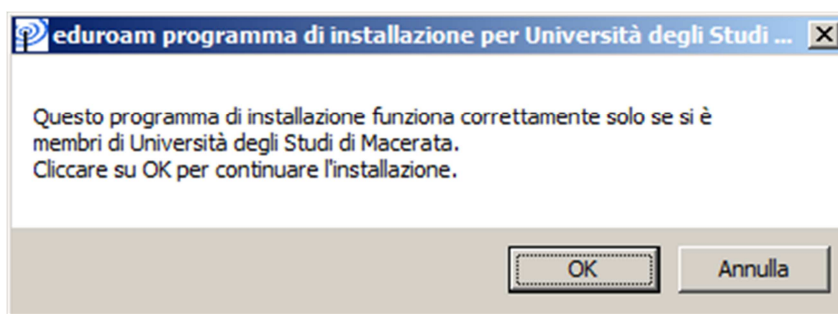 eduroam programma di installazione per Università degli Studi ...
Questo programma di installazione funziona correttamente solo se si è
membri di Università degli Studi di Macerata.
Cliccare su OK per continuare l'installazione.
OK
Annulla